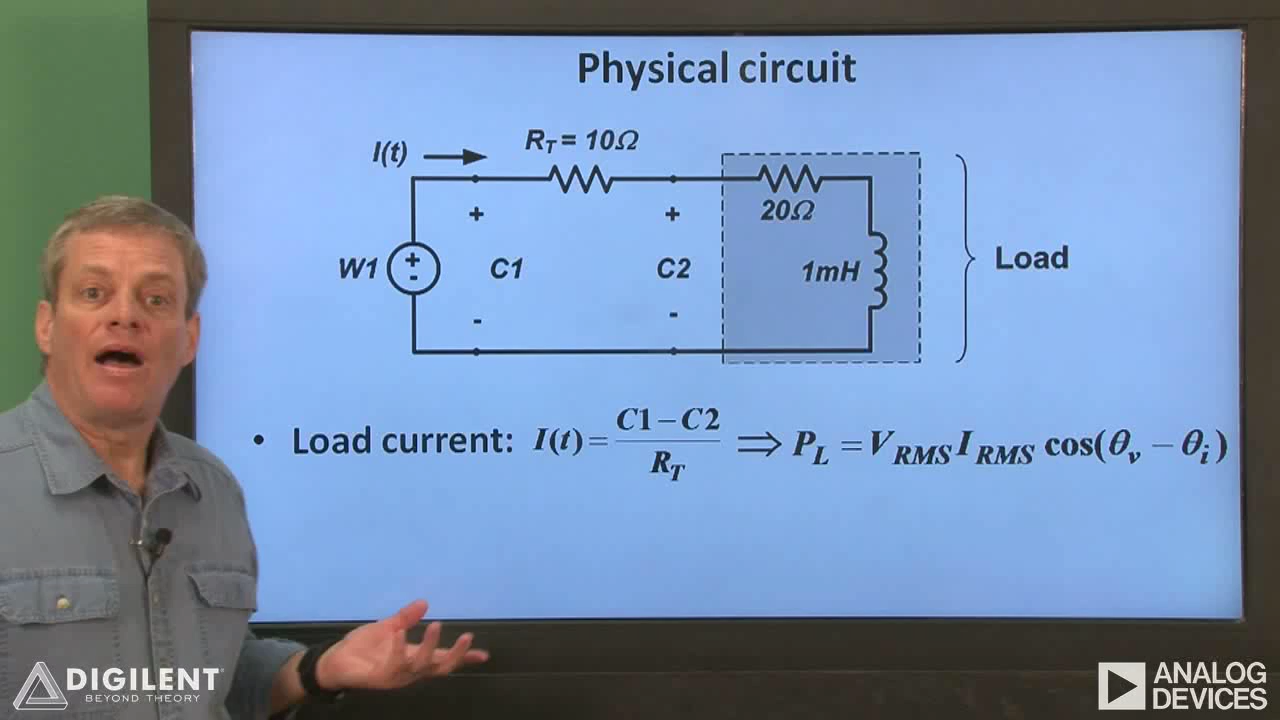 Physical circuit
I(t)
R_T = 10Ω
20Ω
W1
+
-
+
C1
-
+
C2
-
1mH
Load
• Load current: I(t) = (C1 − C2) / R_T ⟹ P_L = V_RMS I_RMS cos(θ_v − θ_i)
DIGILENT
BEYOND THEORY
ANALOG
DEVICES